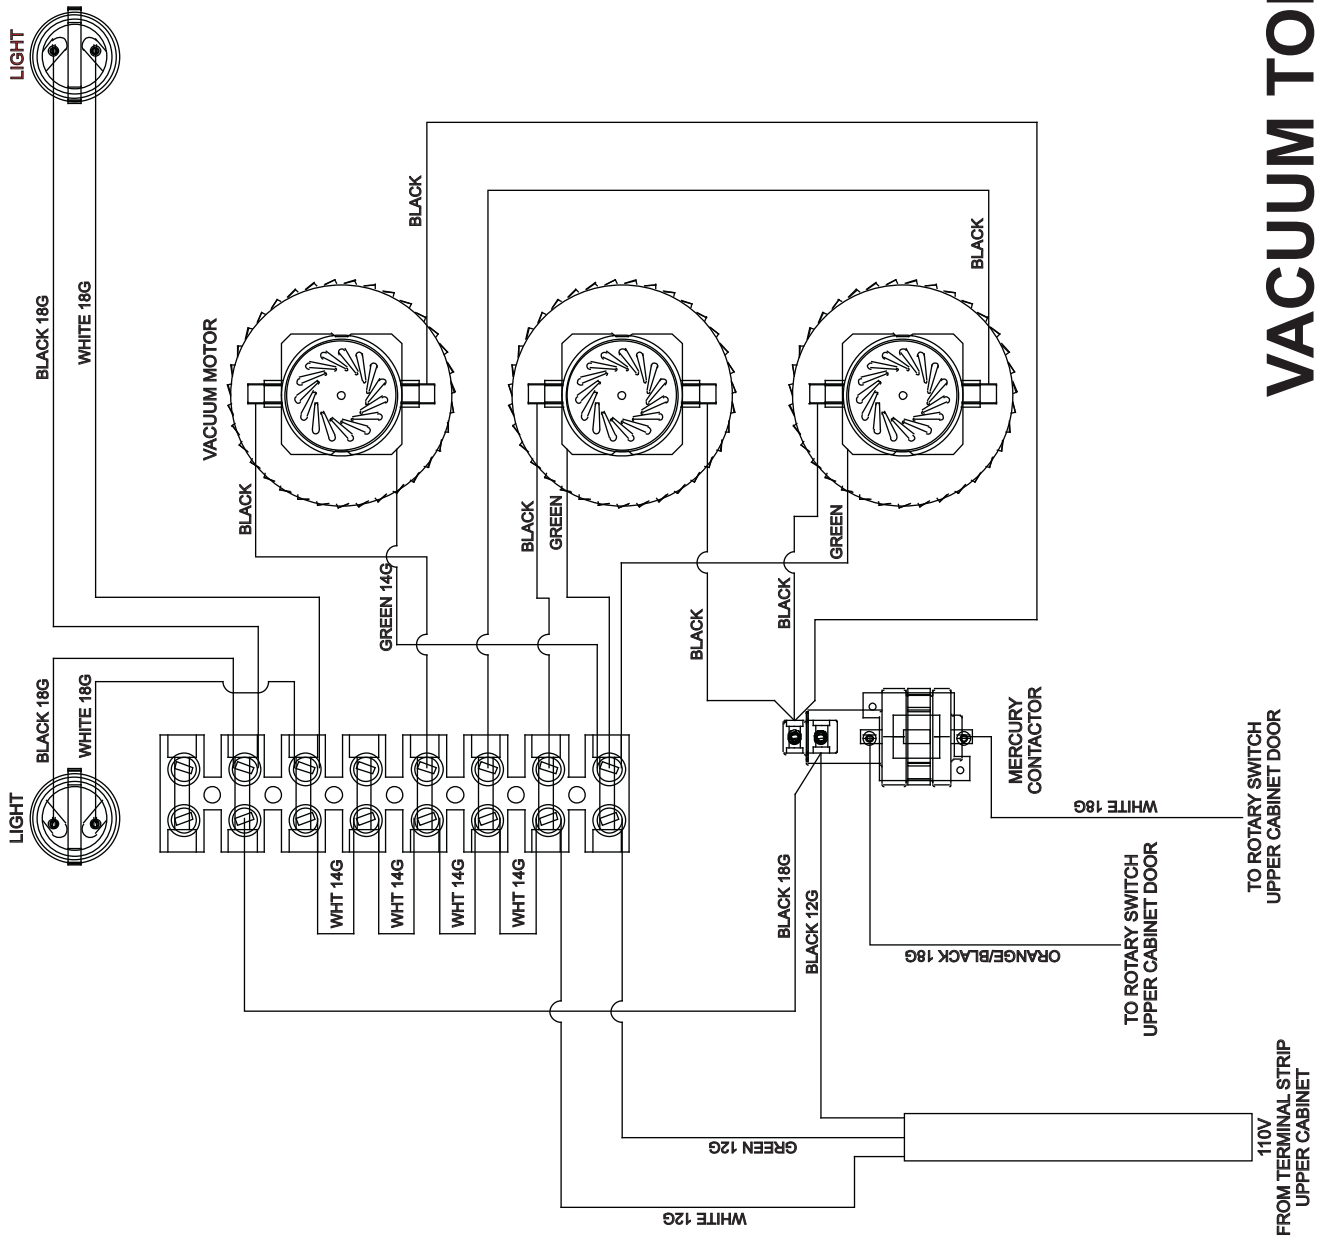 LIGHT
BLACK 18G
WHITE 18G
VACUUM MOTOR
BLACK
BLACK
BLACK
GREEN 14G
BLACK
GREEN
GREEN
BLACK
BLACK
LIGHT
BLACK 18G
WHITE 18G
WHT 14G
WHT 14G
WHT 14G
WHT 14G
BLACK 18G
BLACK 12G
MERCURY
CONTACTOR
WHITE 18G
TO ROTARY SWITCH
UPPER CABINET DOOR
ORANGE/BLACK 18G
TO ROTARY SWITCH
UPPER CABINET DOOR
GREEN 12G
WHITE 12G
110V
FROM TERMINAL STRIP
UPPER CABINET
VACUUM TO